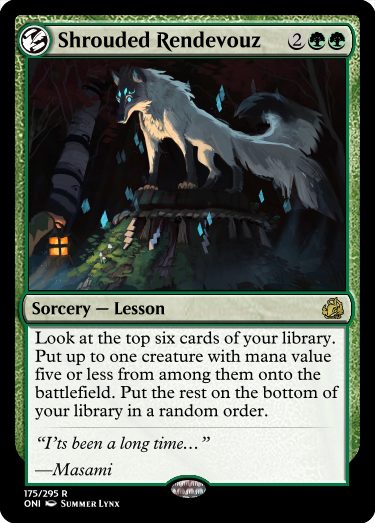 Shrouded Rendevouz 2
Sorcery — Lesson
Look at the top six cards of your library.
Put up to one creature with mana value
five or less from among them onto the
battlefield. Put the rest on the bottom of
your library in a random order.
“I’ts been a long time…”
—Masami
175/295 R
ONI Summer Lynx